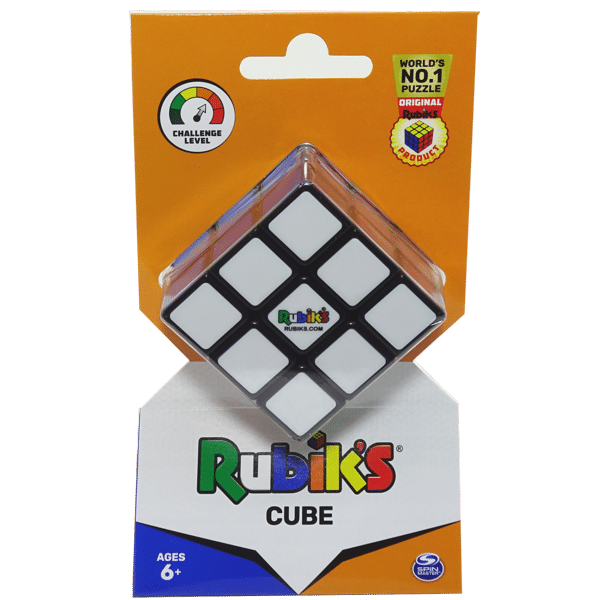 CHALLENGE
LEVEL
WORLD'S
NO.1
PUZZLE
ORIGINAL
Rubik's
PRODUCT
Rubik's
RUBIKS.COM
Rubik's®
CUBE
AGES
6+
SPIN
MASTER